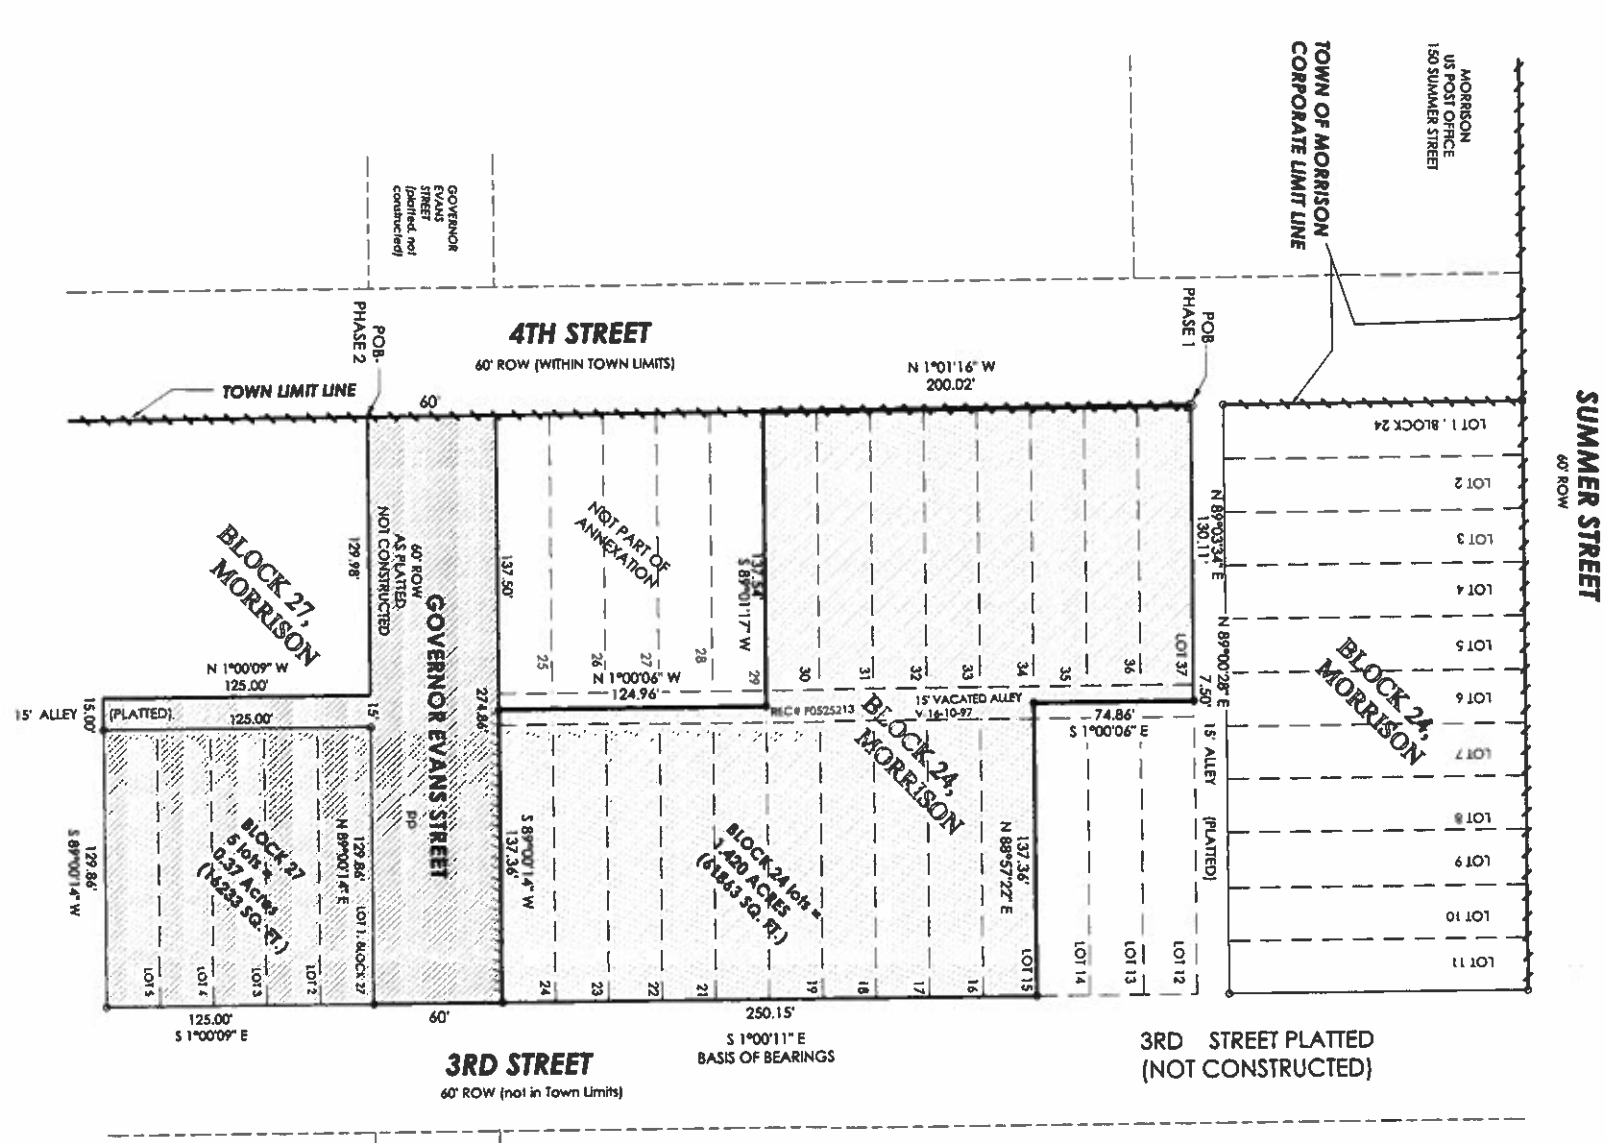 MORRISON
US POST OFFICE
150 SUMMER STREET
TOWN OF MORRISON
CORPORATE LIMIT LINE
GOVERNOR
EVANS
STREET
(platted, not
constructed)
POB-
PHASE 2
4TH STREET
60' ROW (WITHIN TOWN LIMITS)
N 1°01'16" W
200.02'
POB
PHASE 1
SUMMER STREET
60' ROW
TOWN LIMIT LINE
60'
LOT 1, BLOCK 24
LOT 2
LOT 3
LOT 4
LOT 5
LOT 6
LOT 7
LOT 8
LOT 9
LOT 10
LOT 11
BLOCK 24,
MORRISON
N 89°03'34" E
130.11'
N 89°00'28" E
7.50'
15' ALLEY (PLATTED)
BLOCK 27,
MORRISON
129.98'
60' ROW
AS PLATTED
NOT CONSTRUCTED
GOVERNOR EVANS STREET
PP
274.86'
137.50'
NOT PART OF
ANNEXATION
137.54'
S 89°01'17" W
25
26
27
28
29
30
31
32
33
34
35
36
LOT 37
N 1°00'09" W
125.00'
N 1°00'06" W
124.96'
15' VACATED ALLEY
V. 16-10-97
REC# F0525213
BLOCK 24,
MORRISON
74.86'
S 1°00'06" E
15' ALLEY
15.00'
(PLATTED)
125.00'
15'
S 89°00'14" W
129.86'
BLOCK 27
5 lots =
0.37 Acres
(16233 SQ. FT.)
129.86'
N 89°00'14" E
LOT 1, BLOCK 27
LOT 2
LOT 3
LOT 4
LOT 5
S 89°00'14" W
137.36'
BLOCK 24 lots =
1.420 ACRES
(61863 SQ. FT.)
137.36'
N 88°57'22" E
24
23
22
21
19
18
17
16
LOT 15
LOT 14
LOT 13
LOT 12
125.00'
S 1°00'09" E
60'
250.15'
S 1°00'11" E
BASIS OF BEARINGS
3RD STREET
60' ROW (not in Town Limits)
3RD STREET PLATTED
(NOT CONSTRUCTED)